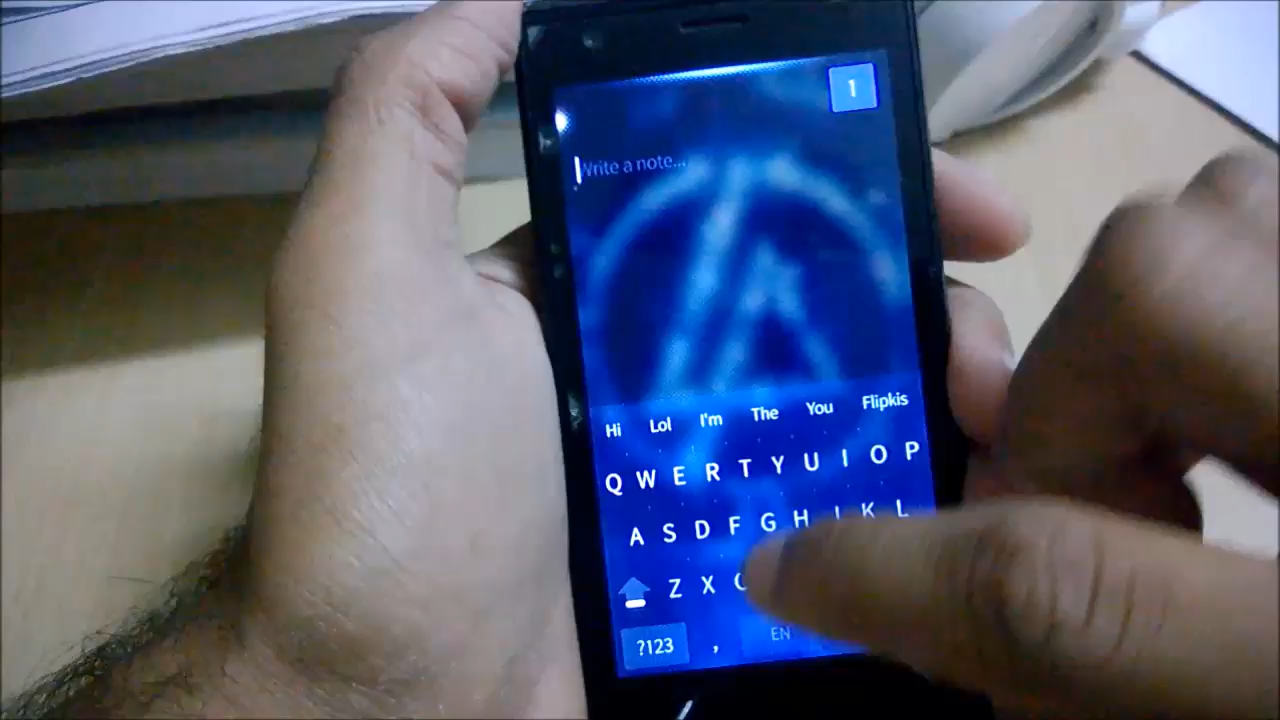 1
Write a note...
Hi Lol I'm The You Flipkis
Q W E R T Y U I O P
A S D F G H J K L
Z X C
?123 , EN